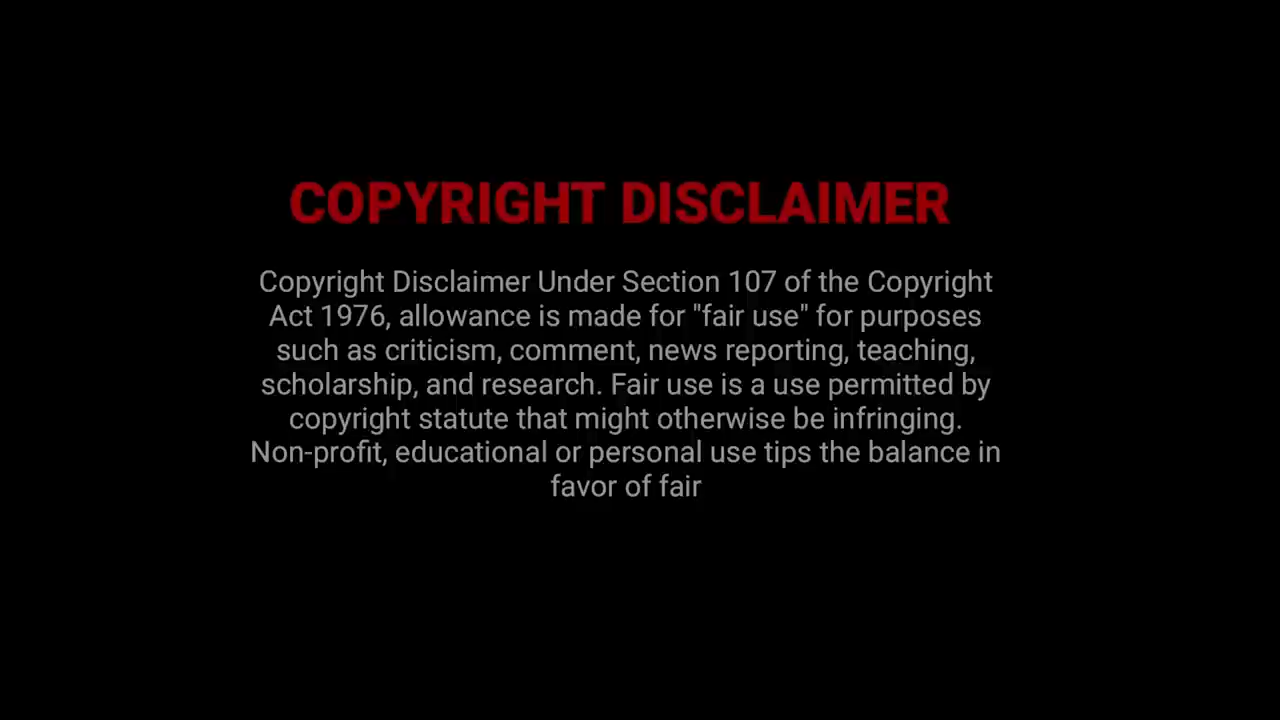 COPYRIGHT DISCLAIMER
Copyright Disclaimer Under Section 107 of the Copyright
Act 1976, allowance is made for "fair use" for purposes
such as criticism, comment, news reporting, teaching,
scholarship, and research. Fair use is a use permitted by
copyright statute that might otherwise be infringing.
Non-profit, educational or personal use tips the balance in
favor of fair